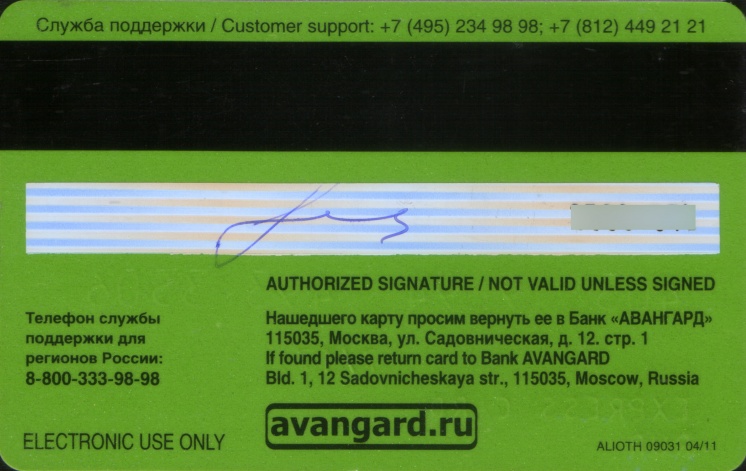 Служба поддержки / Customer support: +7 (495) 234 98 98; +7 (812) 449 21 21
AUTHORIZED SIGNATURE / NOT VALID UNLESS SIGNED
Телефон службы
поддержки для
регионов России:
8-800-333-98-98
Нашедшего карту просим вернуть ее в Банк «АВАНГАРД»
115035, Москва, ул. Садовническая, д. 12. стр. 1
If found please return card to Bank AVANGARD
Bld. 1, 12 Sadovnicheskaya str., 115035, Moscow, Russia
avangard.ru
ELECTRONIC USE ONLY
ALIOTH 09031 04/11